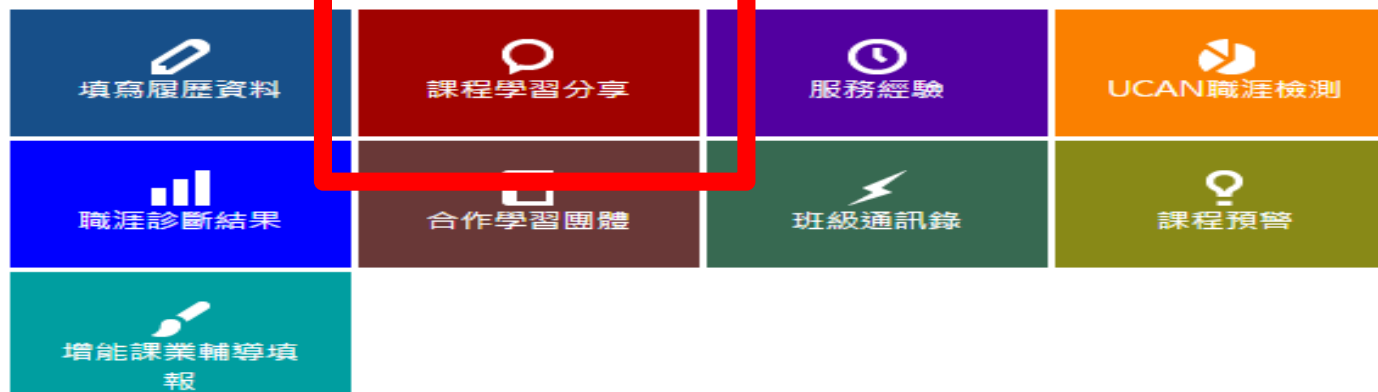 填寫履歷資料
課程學習分享
服務經驗
UCAN職涯檢測
職涯診斷結果
合作學習團體
班級通訊錄
課程預警
增能課業輔導填
報